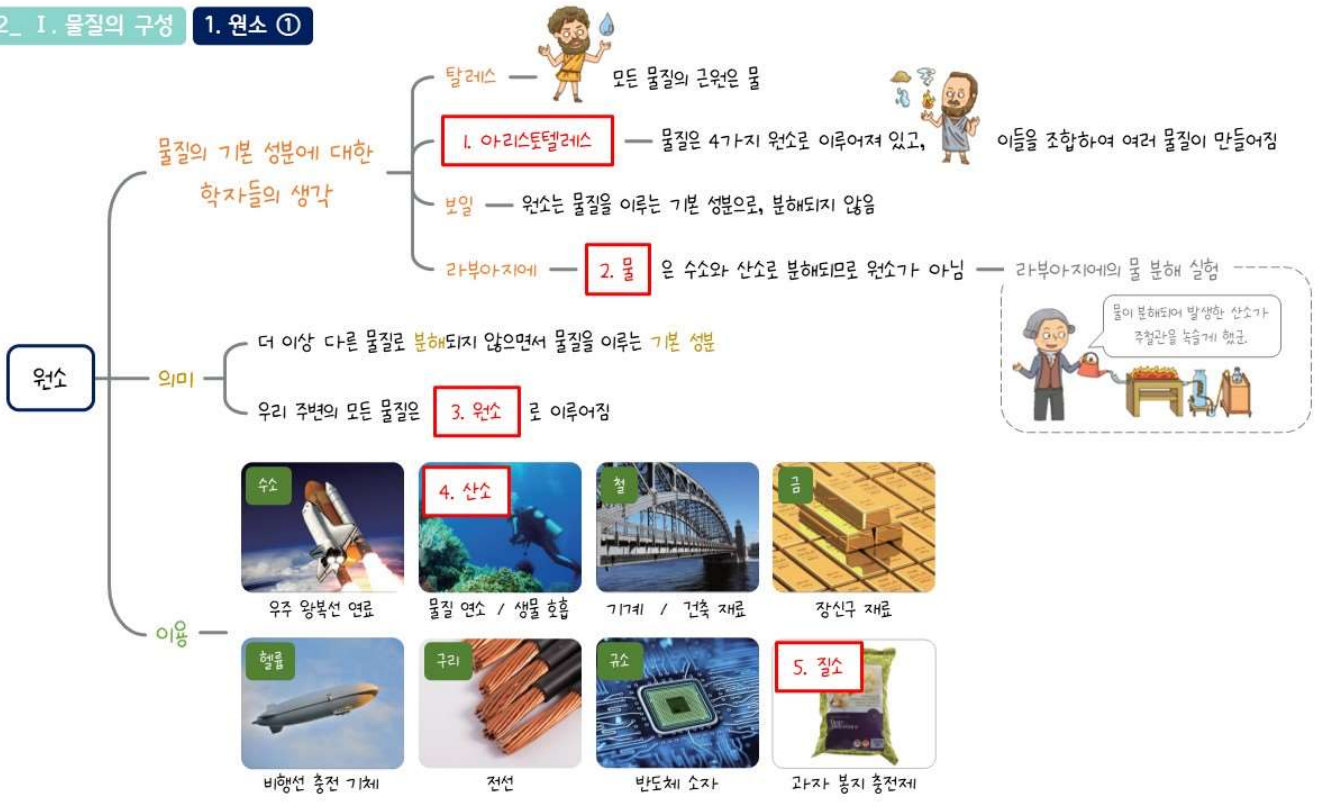 2_ Ⅰ. 물질의 구성 1. 원소 ①
탈레스
모든 물질의 근원은 물
물질의 기본 성분에 대한
학자들의 생각
1. 아리스토텔레스
물질은 4가지 원소로 이루어져 있고,
이들을 조합하여 여러 물질이 만들어짐
보일
원소는 물질을 이루는 기본 성분으로, 분해되지 않음
라부아지에
2. 물
은 수소와 산소로 분해되므로 원소가 아님
라부아지에의 물 분해 실험
물이 분해되어 발생한 산소가
주철관을 녹슬게 했군.
원소
의미
더 이상 다른 물질로 분해되지 않으면서 물질을 이루는 기본 성분
우리 주변의 모든 물질은 3. 원소 로 이루어짐
이용
수소
4. 산소
철
금
우주 왕복선 연료
물질 연소 / 생물 호흡
기계 / 건축 재료
장신구 재료
헬륨
구리
규소
5. 질소
비행선 충전 기체
전선
반도체 소자
과자 봉지 충전제